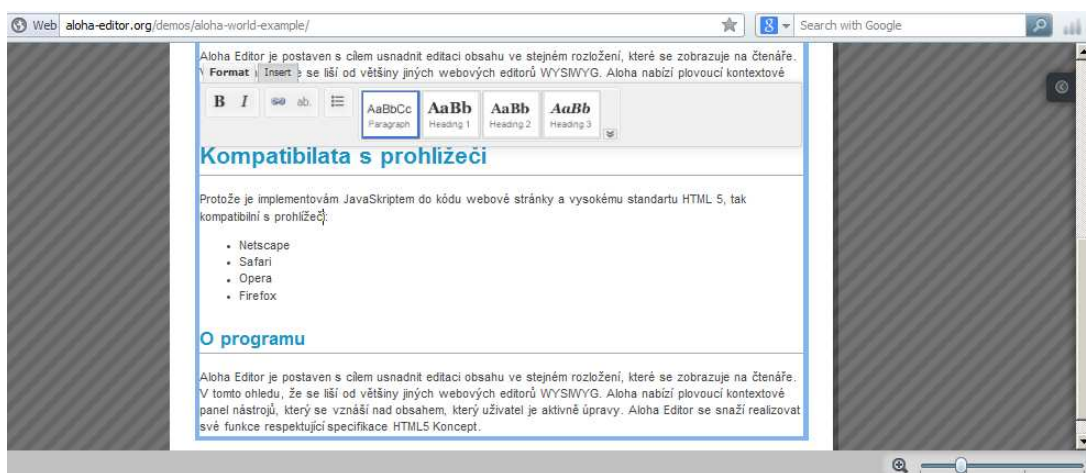 Web aloha-editor.org/demos/aloha-world-example/
Search with Google
Aloha Editor je postaven s cílem usnadnit editaci obsahu ve stejném rozložení, které se zobrazuje na čtenáře.
Format Insert se liší od většiny jiných webových editorů WYSIWYG. Aloha nabízí plovoucí kontextové
B I ab.
AaBbCc AaBb AaBb AaBb
Paragraph Heading 1 Heading 2 Heading 3
Kompatibilata s prohližeči
Protože je implementovám JavaSkriptem do kódu webové stránky a vysokému standartu HTML 5, tak
kompatibilní s prohlížeči:
• Netscape
• Safari
• Opera
• Firefox
O programu
Aloha Editor je postaven s cílem usnadnit editaci obsahu ve stejném rozložení, které se zobrazuje na čtenáře.
V tomto ohledu, že se liší od většiny jiných webových editorů WYSIWYG. Aloha nabízí plovoucí kontextové
panel nástrojů, který se vznáší nad obsahem, který uživatel je aktivně úpravy. Aloha Editor se snaží realizovat
své funkce respektující specifikace HTML5 Koncept.